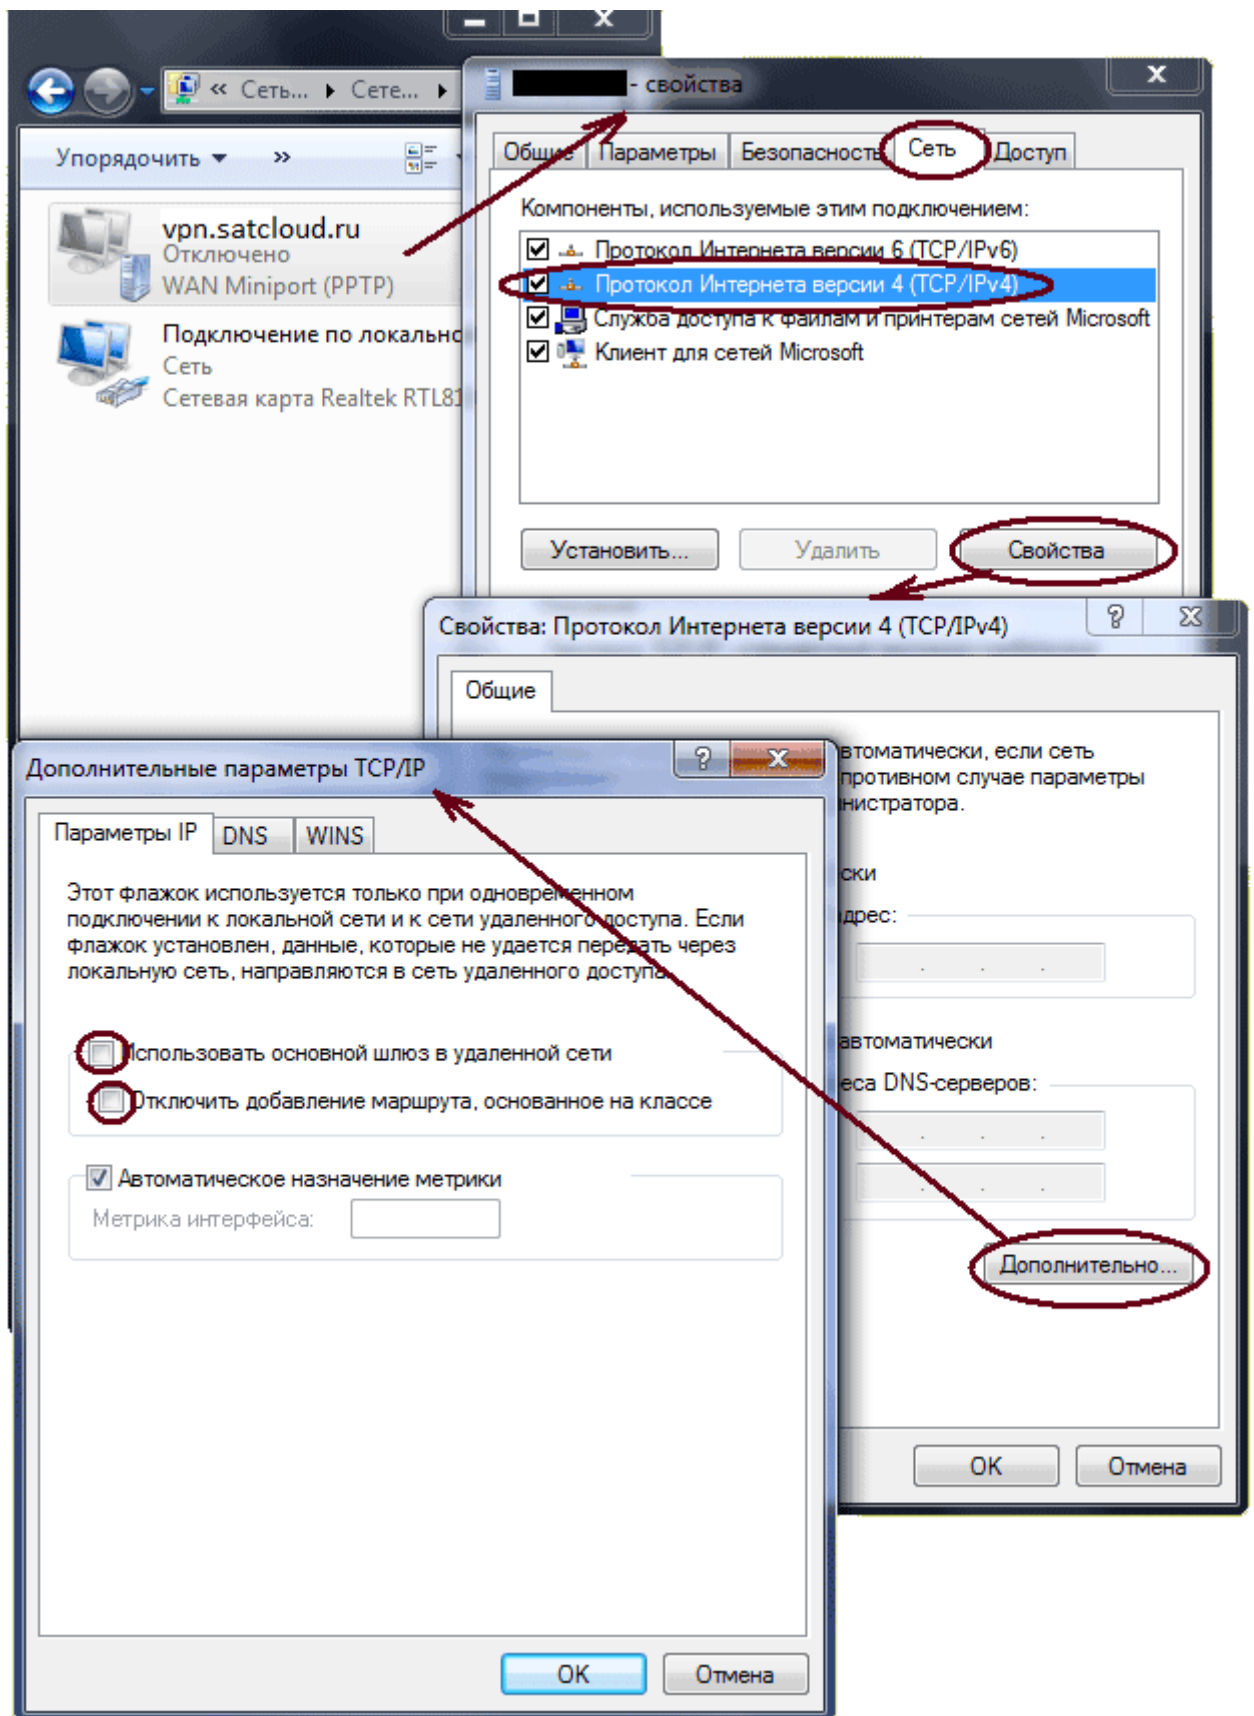 « Сеть... ▸ Сете... ▸
Упорядочить ▾ »
vpn.satcloud.ru
Отключено
WAN Miniport (PPTP)
Подключение по локально
Сеть
Сетевая карта Realtek RTL81
- свойства
Общие Параметры Безопасность Сеть Доступ
Компоненты, используемые этим подключением:
Протокол Интернета версии 6 (TCP/IPv6)
Протокол Интернета версии 4 (TCP/IPv4)
Служба доступа к файлам и принтерам сетей Microsoft
Клиент для сетей Microsoft
Установить... Удалить Свойства
Свойства: Протокол Интернета версии 4 (TCP/IPv4)
Общие
втоматически, если сеть
противном случае параметры
нистратора.
ски
дрес:
автоматически
еса DNS-серверов:
Дополнительно...
OK Отмена
Дополнительные параметры TCP/IP
Параметры IP DNS WINS
Этот флажок используется только при одновременном
подключении к локальной сети и к сети удаленного доступа. Если
флажок установлен, данные, которые не удается передать через
локальную сеть, направляются в сеть удаленного доступа.
Использовать основной шлюз в удаленной сети
Отключить добавление маршрута, основанное на классе
Автоматическое назначение метрики
Метрика интерфейса:
OK Отмена